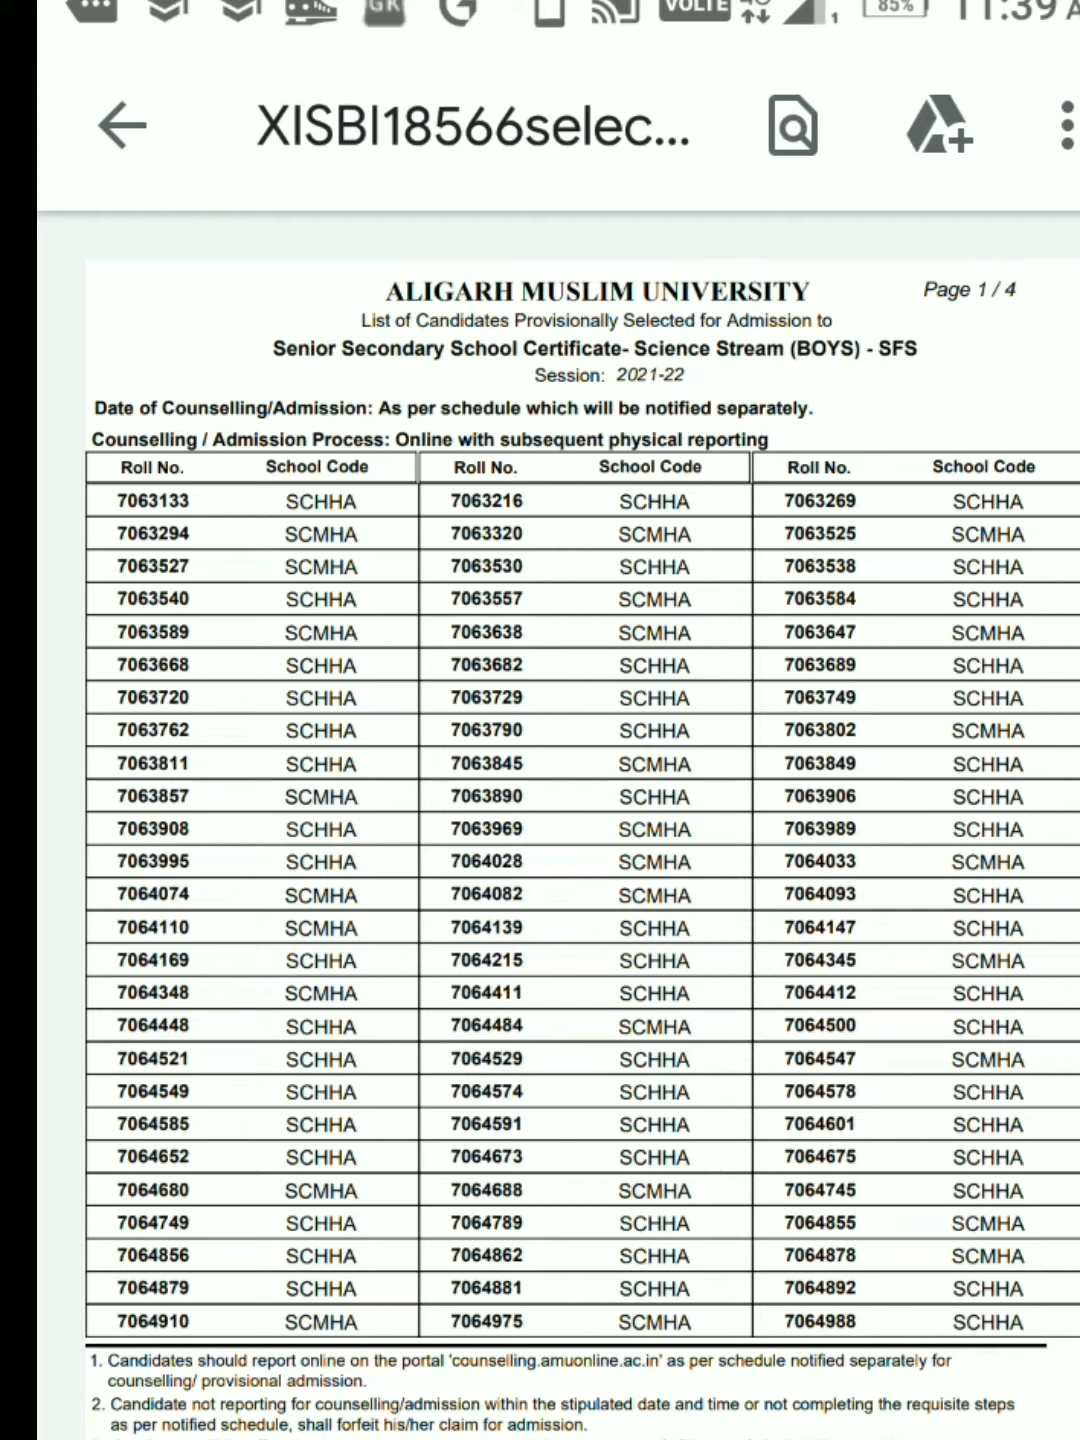 GK
VOLTE
85%
XISBI18566selec...
ALIGARH MUSLIM UNIVERSITY Page 1 / 4
List of Candidates Provisionally Selected for Admission to
Senior Secondary School Certificate- Science Stream (BOYS) - SFS
Session: 2021-22
Date of Counselling/Admission: As per schedule which will be notified separately.
Counselling / Admission Process: Online with subsequent physical reporting
Roll No. School Code Roll No. School Code Roll No. School Code
7063133 SCHHA 7063216 SCHHA 7063269 SCHHA
7063294 SCMHA 7063320 SCMHA 7063525 SCMHA
7063527 SCMHA 7063530 SCHHA 7063538 SCHHA
7063540 SCHHA 7063557 SCMHA 7063584 SCHHA
7063589 SCMHA 7063638 SCMHA 7063647 SCMHA
7063668 SCHHA 7063682 SCHHA 7063689 SCHHA
7063720 SCHHA 7063729 SCHHA 7063749 SCHHA
7063762 SCHHA 7063790 SCHHA 7063802 SCMHA
7063811 SCHHA 7063845 SCMHA 7063849 SCHHA
7063857 SCMHA 7063890 SCHHA 7063906 SCHHA
7063908 SCHHA 7063969 SCMHA 7063989 SCHHA
7063995 SCHHA 7064028 SCMHA 7064033 SCMHA
7064074 SCMHA 7064082 SCMHA 7064093 SCHHA
7064110 SCMHA 7064139 SCHHA 7064147 SCHHA
7064169 SCHHA 7064215 SCHHA 7064345 SCMHA
7064348 SCMHA 7064411 SCHHA 7064412 SCHHA
7064448 SCHHA 7064484 SCMHA 7064500 SCHHA
7064521 SCHHA 7064529 SCHHA 7064547 SCMHA
7064549 SCHHA 7064574 SCHHA 7064578 SCHHA
7064585 SCHHA 7064591 SCHHA 7064601 SCHHA
7064652 SCHHA 7064673 SCHHA 7064675 SCHHA
7064680 SCMHA 7064688 SCMHA 7064745 SCHHA
7064749 SCHHA 7064789 SCHHA 7064855 SCMHA
7064856 SCHHA 7064862 SCHHA 7064878 SCMHA
7064879 SCHHA 7064881 SCHHA 7064892 SCHHA
7064910 SCMHA 7064975 SCMHA 7064988 SCHHA
1. Candidates should report online on the portal 'counselling.amuonline.ac.in' as per schedule notified separately for
counselling/ provisional admission.
2. Candidate not reporting for counselling/admission within the stipulated date and time or not completing the requisite steps
as per notified schedule, shall forfeit his/her claim for admission.